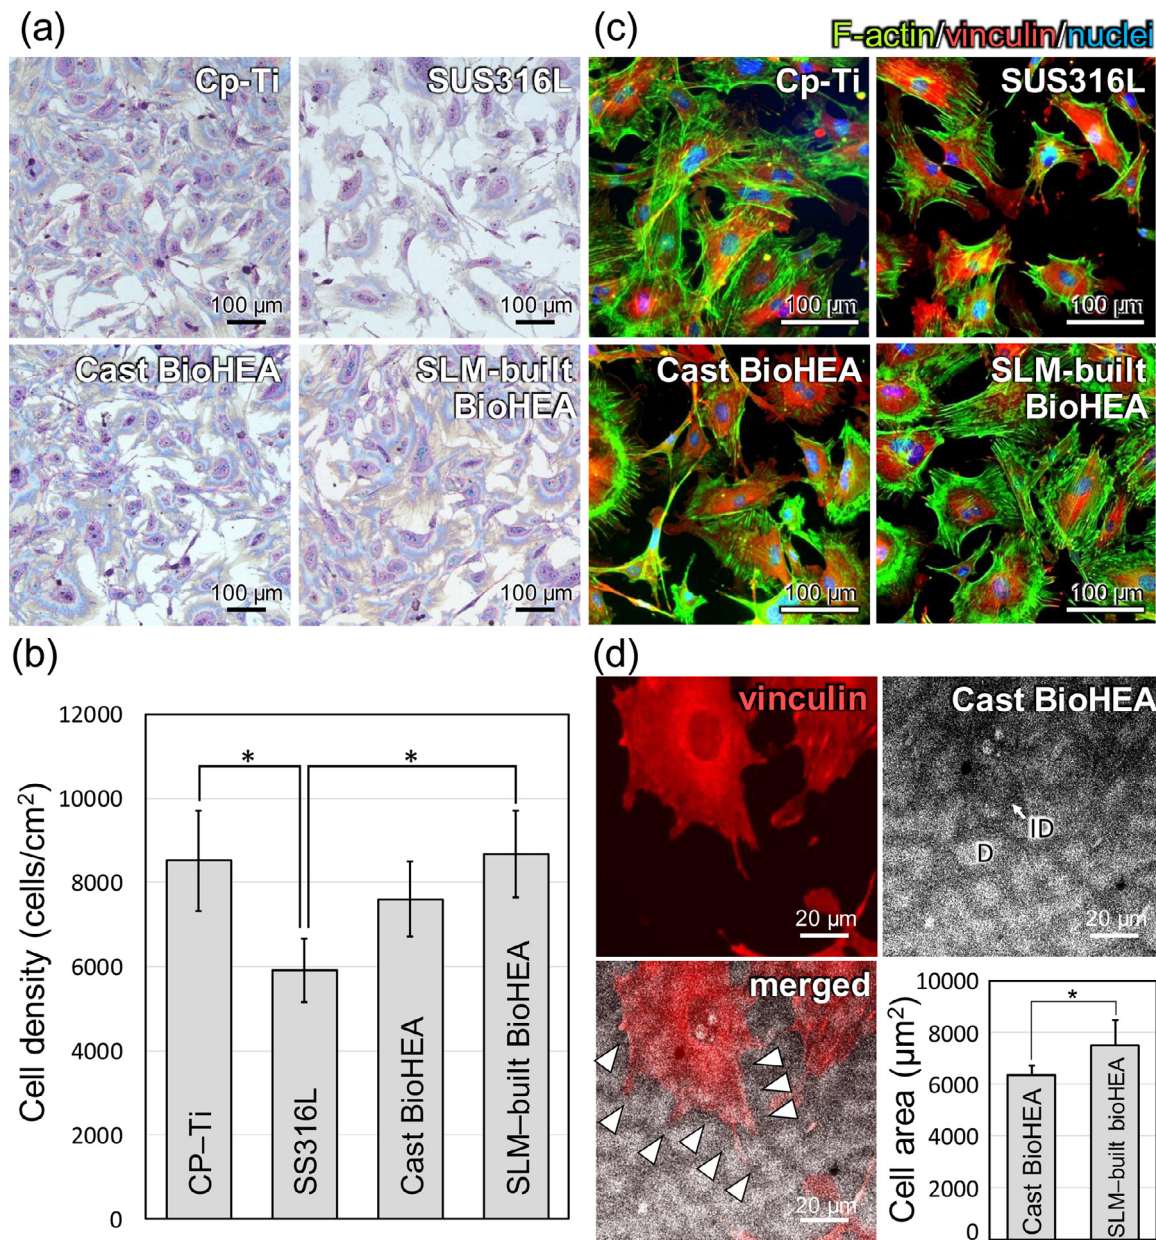 (a)
Cp-Ti
100 µm
SUS316L
100 µm
Cast BioHEA
100 µm
SLM-built
BioHEA
100 µm
(c)
F-actin/vinculin/nuclei
Cp-Ti
100 µm
SUS316L
100 µm
Cast BioHEA
100 µm
SLM-built
BioHEA
100 µm
(b)
Cell density (cells/cm²)
12000
10000
8000
6000
4000
2000
0
*
*
CP–Ti
SS316L
Cast BioHEA
SLM–built BioHEA
(d)
vinculin
20 µm
Cast BioHEA
ID
D
20 µm
merged
20 µm
Cell area (µm²)
10000
8000
6000
4000
2000
0
*
Cast BioHEA
SLM–built bioHEA